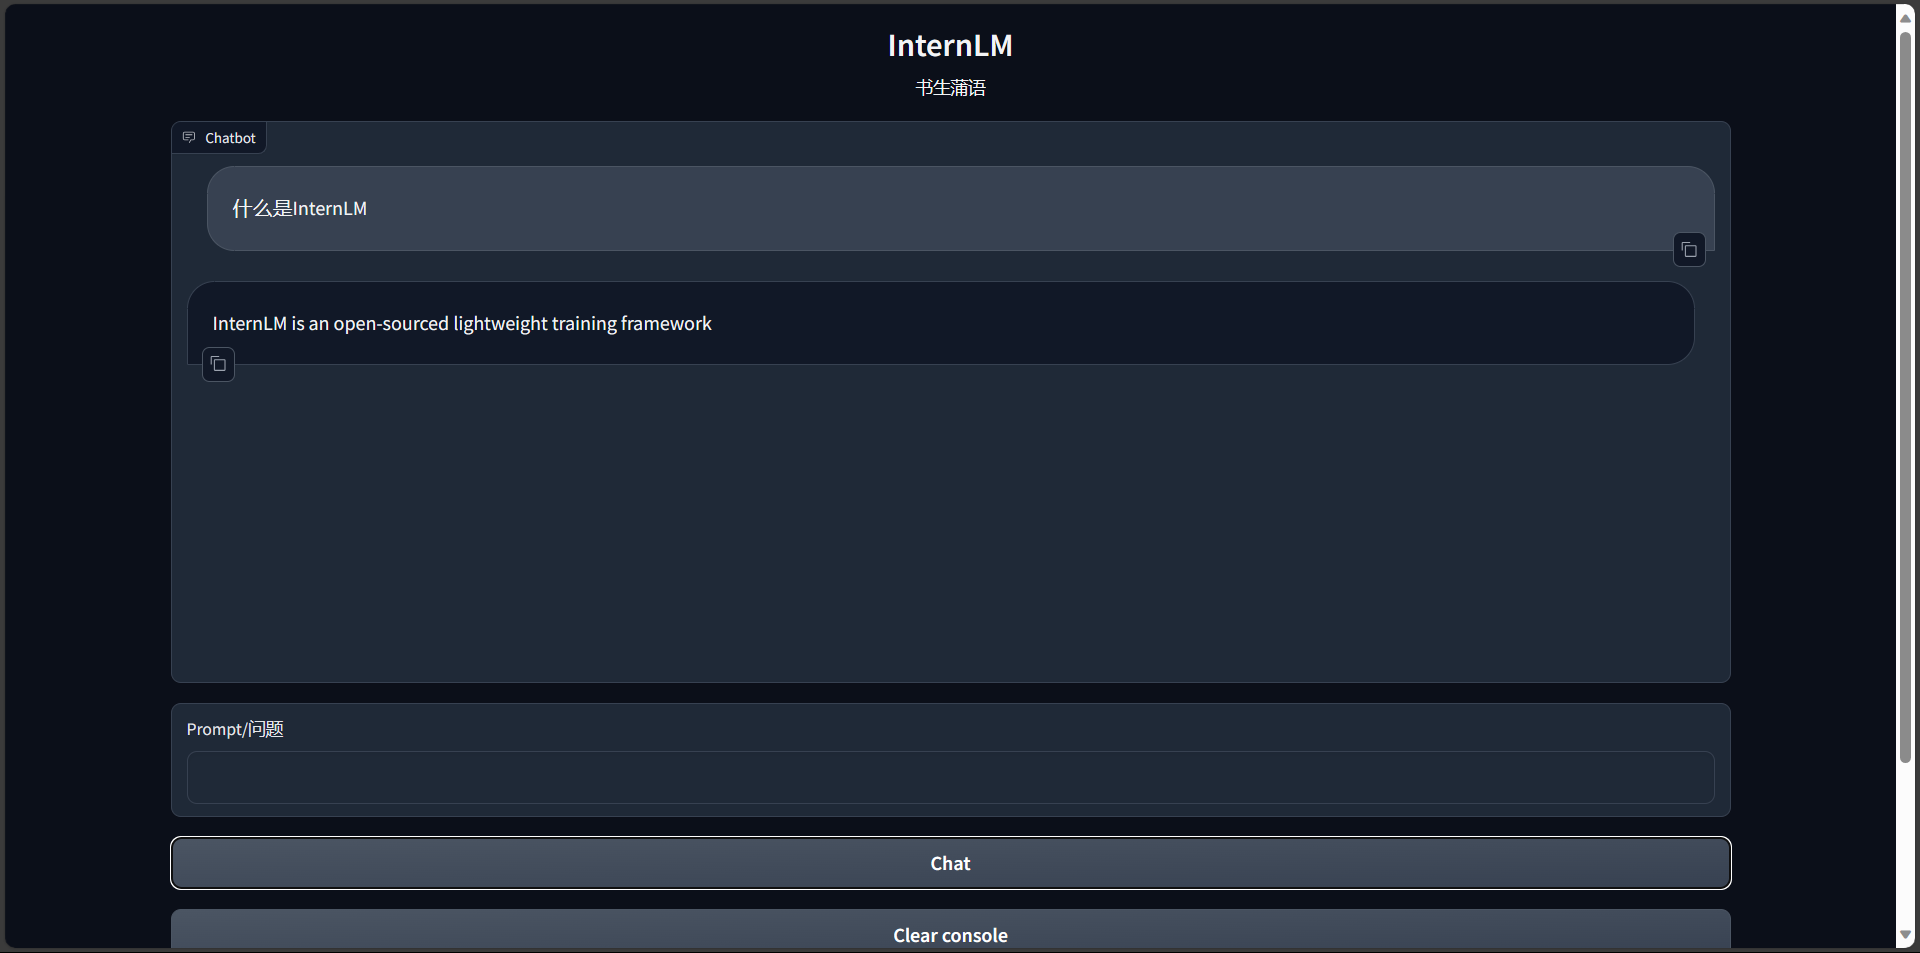 InternLM
书生蒲语
Chatbot
什么是InternLM
InternLM is an open-sourced lightweight training framework
Prompt/问题
Chat
Clear console